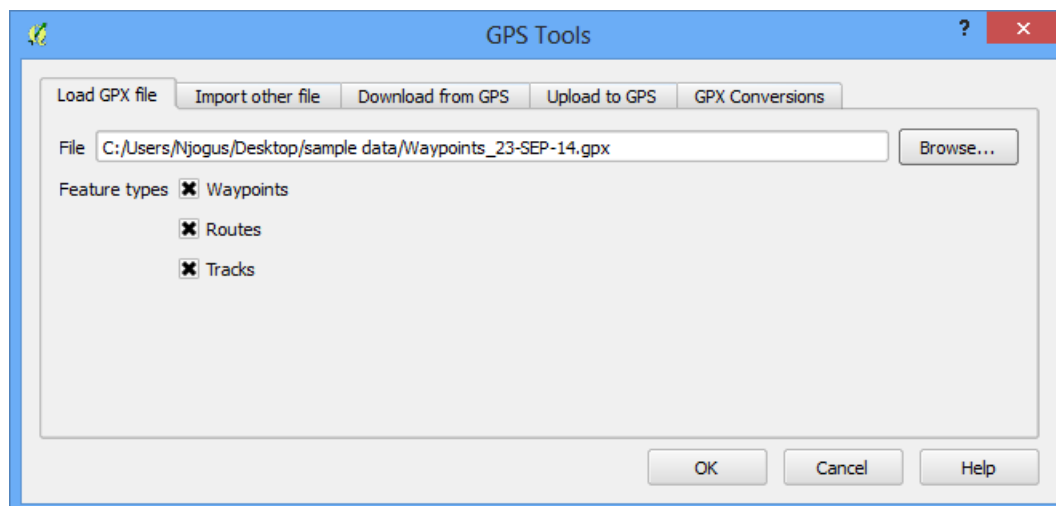 GPS Tools
?
Load GPX file Import other file Download from GPS Upload to GPS GPX Conversions
File C:/Users/Njogus/Desktop/sample data/Waypoints_23-SEP-14.gpx Browse...
Feature types Waypoints
Routes
Tracks
OK Cancel Help